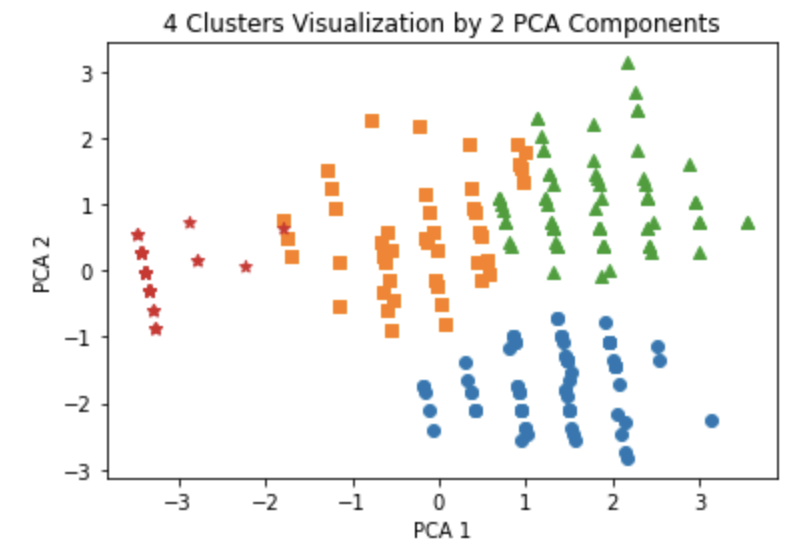 4 Clusters Visualization by 2 PCA Components
3
2
1
0
−1
−2
−3
PCA 2
−3 −2 −1 0 1 2 3
PCA 1